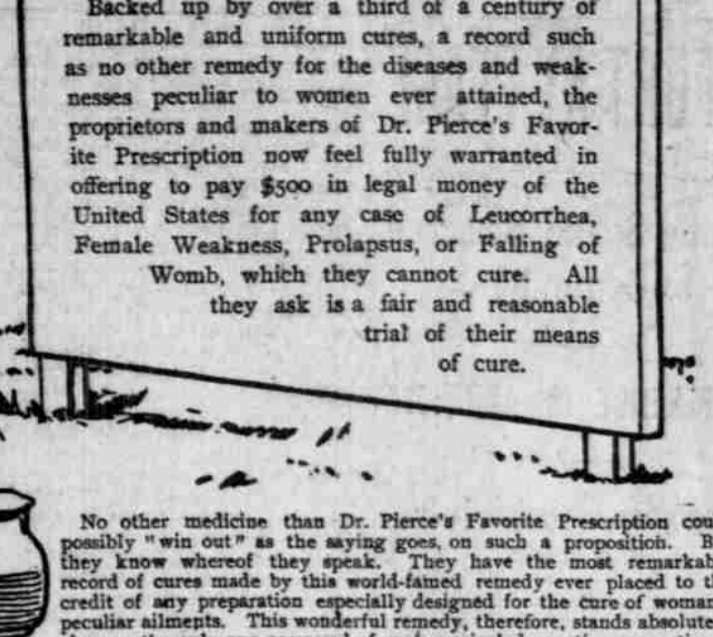 Backed up by over a third of a century of
remarkable and uniform cures, a record such
as no other remedy for the diseases and weak-
nesses peculiar to women ever attained, the
proprietors and makers of Dr. Pierce's Favor-
ite Prescription now feel fully warranted in
offering to pay $500 in legal money of the
United States for any case of Leucorrhea,
Female Weakness, Prolapsus, or Falling of
Womb, which they cannot cure. All
they ask is a fair and reasonable
trial of their means
of cure.
No other medicine than Dr. Pierce's Favorite Prescription cou
possibly "win out" as the saying goes, on such a proposition. B
they know whereof they speak. They have the most remarkab
record of cures made by this world-famed remedy ever placed to th
credit of any preparation especially designed for the cure of woman
peculiar ailments. This wonderful remedy, therefore, stands absolute